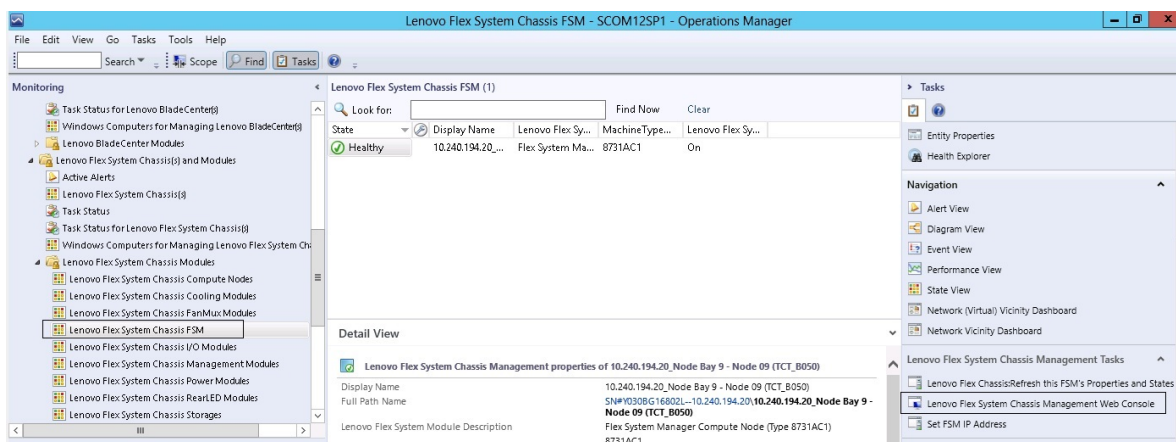 Lenovo Flex System Chassis FSM - SCOM12SP1 - Operations Manager
File Edit View Go Tasks Tools Help
Search Scope Find Tasks
Monitoring
Task Status for Lenovo BladeCenter(s)
Windows Computers for Managing Lenovo BladeCenter(s)
Lenovo BladeCenter Modules
Lenovo Flex System Chassis(s) and Modules
Active Alerts
Lenovo Flex System Chassis(s)
Task Status
Task Status for Lenovo Flex System Chassis(s)
Windows Computers for Managing Lenovo Flex System Ch
Lenovo Flex System Chassis Modules
Lenovo Flex System Chassis Compute Nodes
Lenovo Flex System Chassis Cooling Modules
Lenovo Flex System Chassis FanMux Modules
Lenovo Flex System Chassis FSM
Lenovo Flex System Chassis I/O Modules
Lenovo Flex System Chassis Management Modules
Lenovo Flex System Chassis Power Modules
Lenovo Flex System Chassis RearLED Modules
Lenovo Flex System Chassis Storages
Lenovo Flex System Chassis FSM (1)
Look for: Find Now Clear
State Display Name Lenovo Flex Sy... MachineType... Lenovo Flex Sy...
Healthy 10.240.194.20_... Flex System Ma... 8731AC1 On
Detail View
Lenovo Flex System Chassis Management properties of 10.240.194.20_Node Bay 9 - Node 09 (TCT_B050)
Display Name 10.240.194.20_Node Bay 9 - Node 09 (TCT_B050)
Full Path Name SN#Y030BG16802L--10.240.194.20\10.240.194.20_Node Bay 9 -
Node 09 (TCT_B050)
Lenovo Flex System Module Description Flex System Manager Compute Node (Type 8731AC1)
8731AC1
Tasks
Entity Properties
Health Explorer
Navigation
Alert View
Diagram View
Event View
Performance View
State View
Network (Virtual) Vicinity Dashboard
Network Vicinity Dashboard
Lenovo Flex System Chassis Management Tasks
Lenovo Flex Chassis:Refresh this FSM's Properties and States
Lenovo Flex System Chassis Management Web Console
Set FSM IP Address